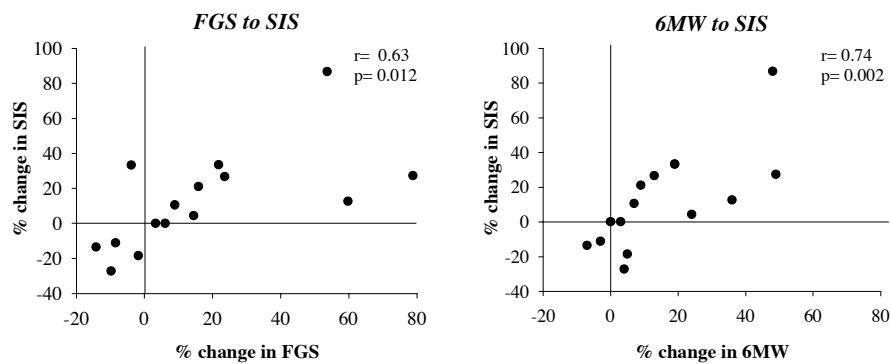 FGS to SIS
r= 0.63
p= 0.012
100
80
60
40
20
0
-20
-40
% change in SIS
-20 0 20 40 60 80
% change in FGS
6MW to SIS
r= 0.74
p= 0.002
100
80
60
40
20
0
-20
-40
% change in SIS
-20 0 20 40 60 80
% change in 6MW